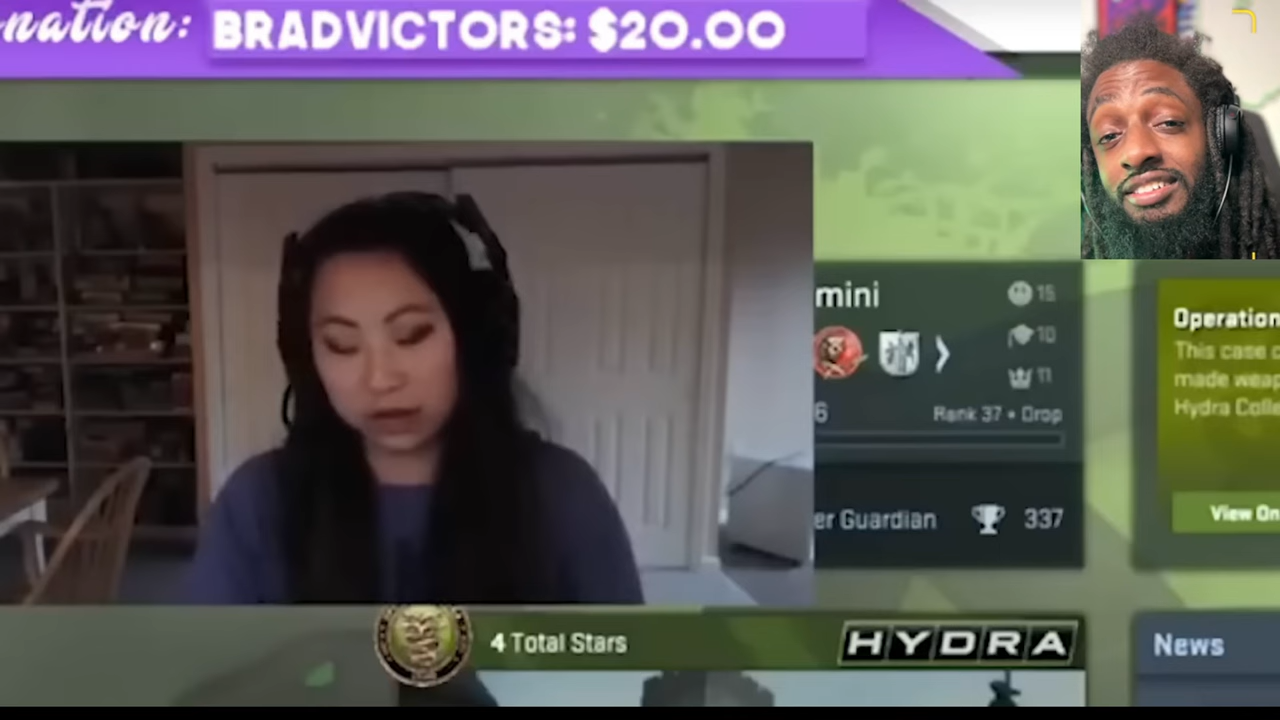 nation: BRADVICTORS: $20.00
mini
15
10
11
6
Rank 37 • Drop
er Guardian
337
Operation
This case c
made weap
Hydra Colle
View On
4 Total Stars
HYDRA
News